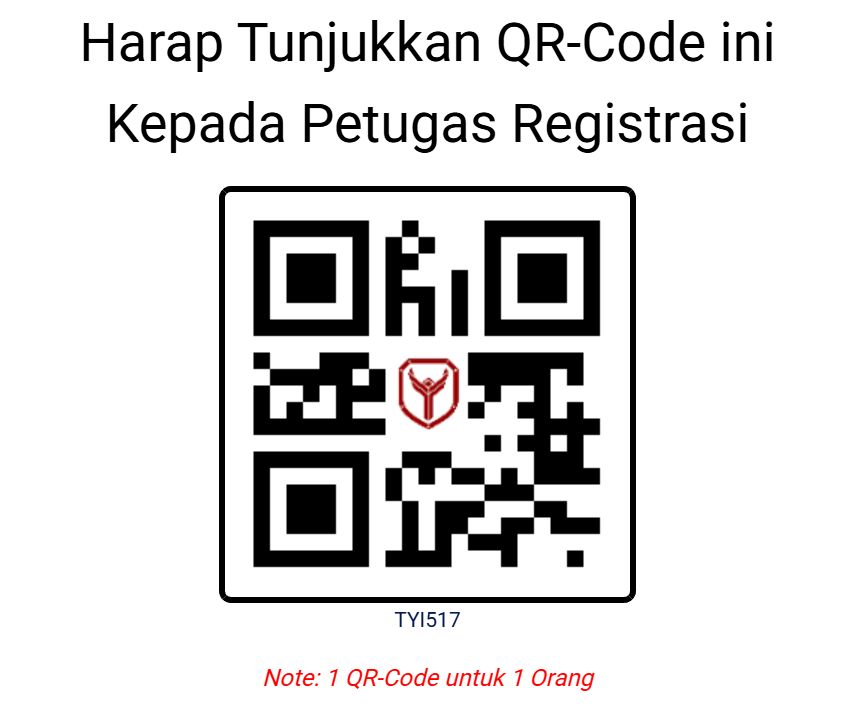 Harap Tunjukkan QR-Code ini
Kepada Petugas Registrasi
TYI517
Note: 1 QR-Code untuk 1 Orang